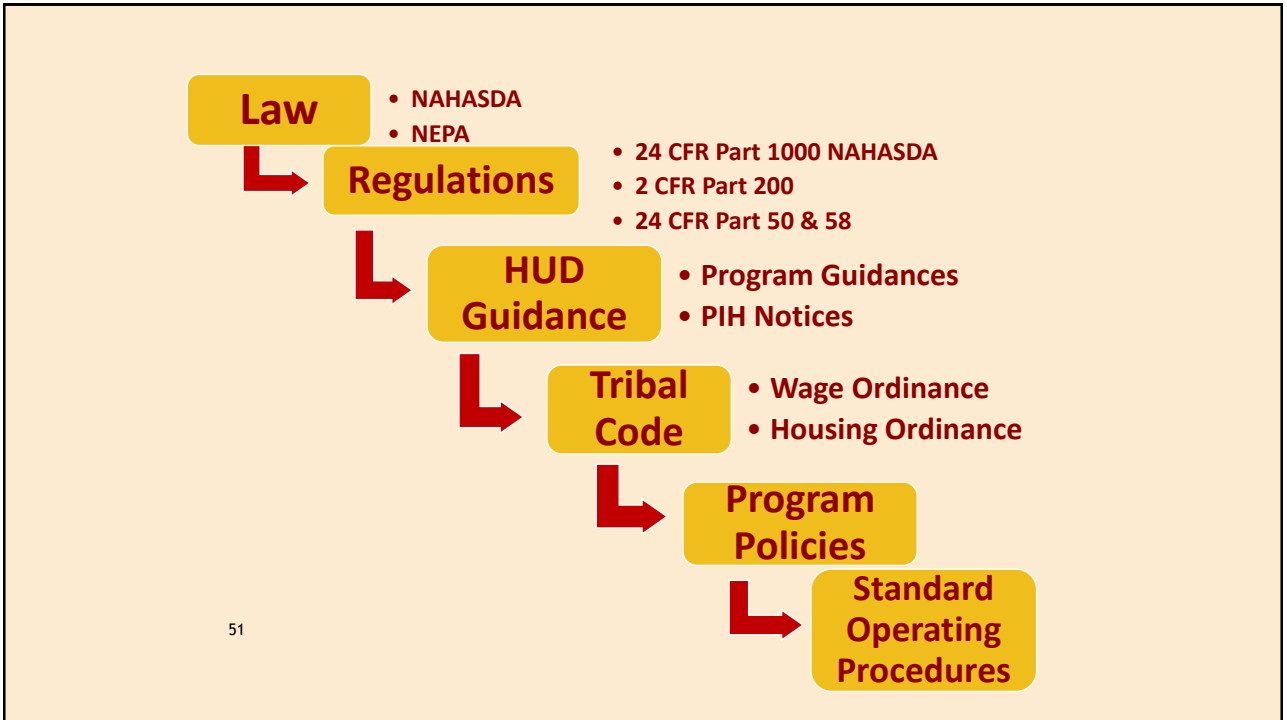 Law
• NAHASDA
• NEPA
Regulations
• 24 CFR Part 1000 NAHASDA
• 2 CFR Part 200
• 24 CFR Part 50 & 58
HUD
Guidance
• Program Guidances
• PIH Notices
Tribal
Code
• Wage Ordinance
• Housing Ordinance
Program
Policies
Standard
Operating
Procedures
51